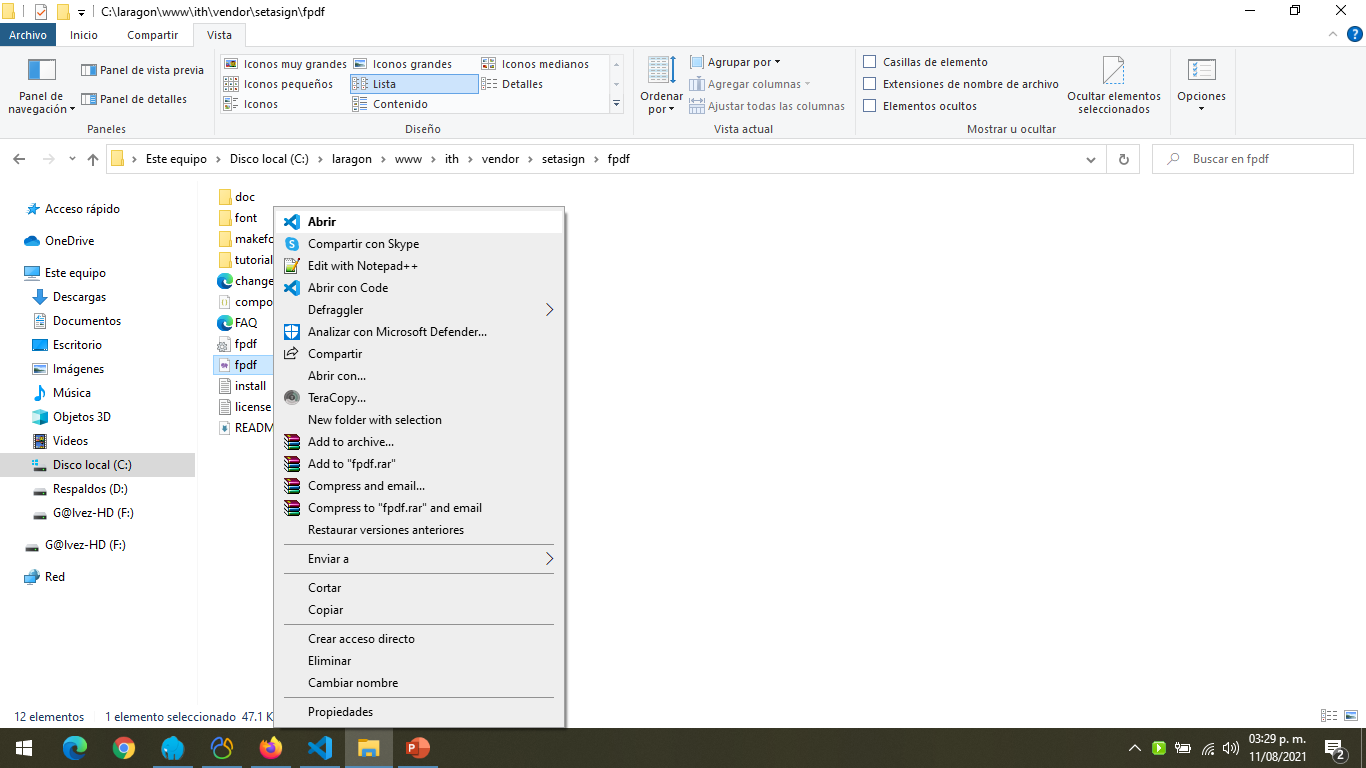 C:\laragon\www\ith\vendor\setasign\fpdf
Archivo Inicio Compartir Vista
Panel de navegación
Panel de vista previa
Panel de detalles
Paneles
Iconos muy grandes Iconos grandes Iconos medianos
Iconos pequeños Lista Detalles
Iconos Contenido
Diseño
Ordenar por
Agrupar por
Agregar columnas
Ajustar todas las columnas
Vista actual
Casillas de elemento
Extensiones de nombre de archivo
Elementos ocultos
Ocultar elementos seleccionados
Mostrar u ocultar
Opciones
Este equipo > Disco local (C:) > laragon > www > ith > vendor > setasign > fpdf
Buscar en fpdf
Acceso rápido
OneDrive
Este equipo
Descargas
Documentos
Escritorio
Imágenes
Música
Objetos 3D
Videos
Disco local (C:)
Respaldos (D:)
G@lvez-HD (F:)
G@lvez-HD (F:)
Red
doc
font
makefo
tutorial
change
compo
FAQ
fpdf
fpdf
install
license
READM
Abrir
Compartir con Skype
Edit with Notepad++
Abrir con Code
Defraggler
Analizar con Microsoft Defender...
Compartir
Abrir con...
TeraCopy...
New folder with selection
Add to archive...
Add to "fpdf.rar"
Compress and email...
Compress to "fpdf.rar" and email
Restaurar versiones anteriores
Enviar a
Cortar
Copiar
Crear acceso directo
Eliminar
Cambiar nombre
Propiedades
12 elementos 1 elemento seleccionado 47.1 K
03:29 p. m.
11/08/2021
2